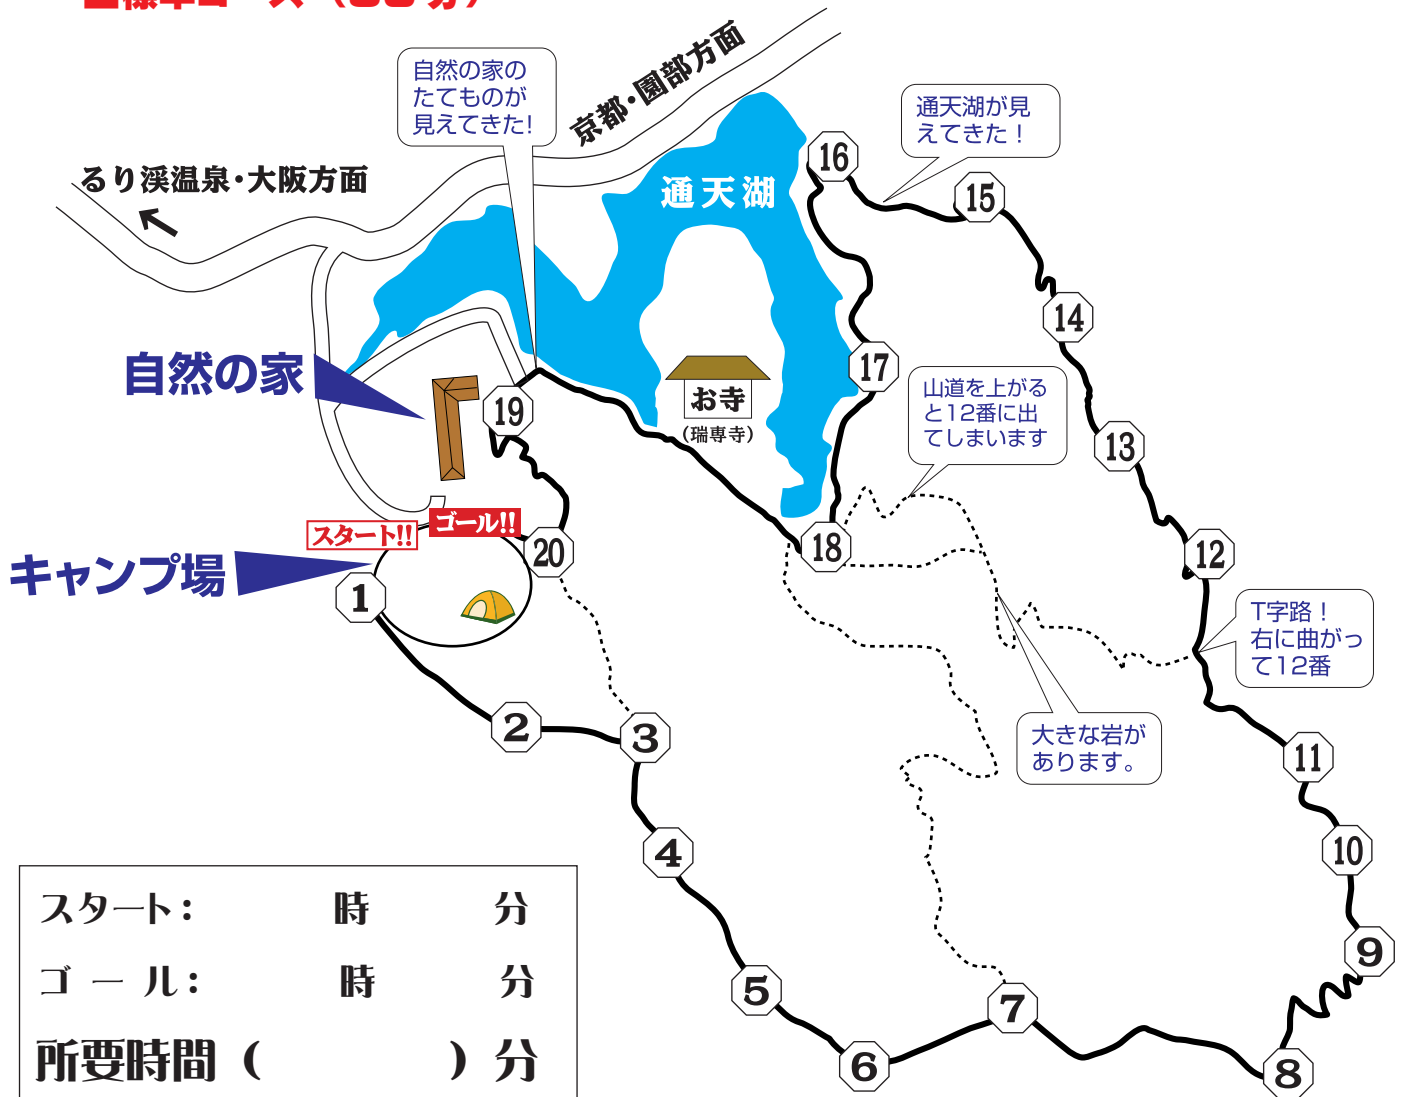 自然の家の
たてものが
見えてきた!
京都・園部方面
通天湖が見
えてきた！
るり渓温泉・大阪方面
通天湖
16
15
14
自然の家
17
山道を上がる
と12番に出
てしまいます
お寺
(瑞専寺)
19
13
スタート!!
ゴール!!
20
18
12
キャンプ場
1
T字路！
右に曲がっ
て12番
2
3
大きな岩が
あります。
11
4
10
スタート： 時 分
9
ゴール： 時 分
5
7
所要時間（ ）分
6
8